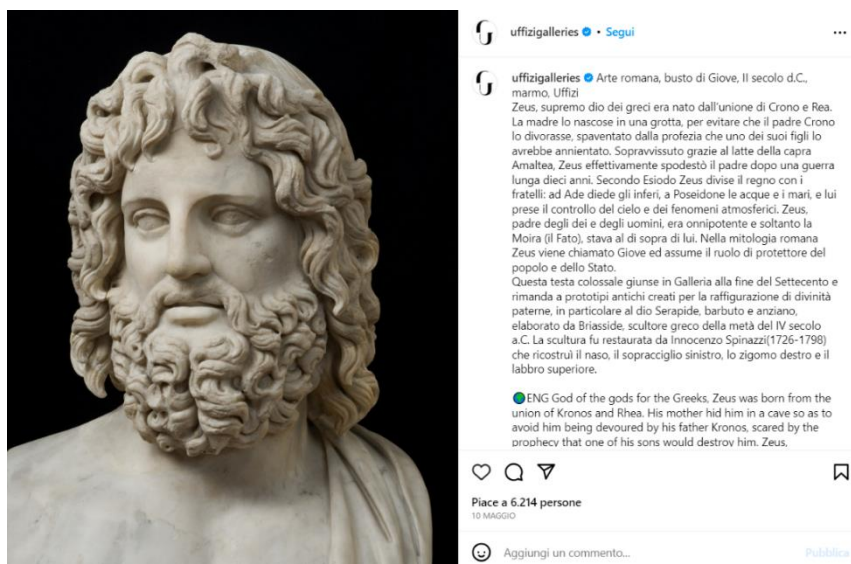 uffizigalleries • Segui
uffizigalleries Arte romana, busto di Giove, II secolo d.C.,
marmo, Uffizi
Zeus, supremo dio dei greci era nato dall'unione di Crono e Rea.
La madre lo nascose in una grotta, per evitare che il padre Crono
lo divorasse, spaventato dalla profezia che uno dei suoi figli lo
avrebbe annientato. Sopravvissuto grazie al latte della capra
Amaltea, Zeus effettivamente spodestò il padre dopo una guerra
lunga dieci anni. Secondo Esiodo Zeus divise il regno con i
fratelli: ad Ade diede gli inferi, a Poseidone le acque e i mari, e lui
prese il controllo del cielo e dei fenomeni atmosferici. Zeus,
padre degli dei e degli uomini, era onnipotente e soltanto la
Moira (il Fato), stava al di sopra di lui. Nella mitologia romana
Zeus viene chiamato Giove ed assume il ruolo di protettore del
popolo e dello Stato.
Questa testa colossale giunse in Galleria alla fine del Settecento e
rimanda a prototipi antichi creati per la raffigurazione di divinità
paterne, in particolare al dio Serapide, barbuto e anziano,
elaborato da Briasside, scultore greco della metà del IV secolo
a.C. La scultura fu restaurata da Innocenzo Spinazzi(1726-1798)
che ricostruì il naso, il sopracciglio sinistro, lo zigomo destro e il
labbro superiore.
ENG God of the gods for the Greeks, Zeus was born from the
union of Kronos and Rhea. His mother hid him in a cave so as to
avoid him being devoured by his father Kronos, scared by the
prophecy that one of his sons would destroy him. Zeus,
Piace a 6.214 persone
10 MAGGIO
Aggiungi un commento... Pubblica